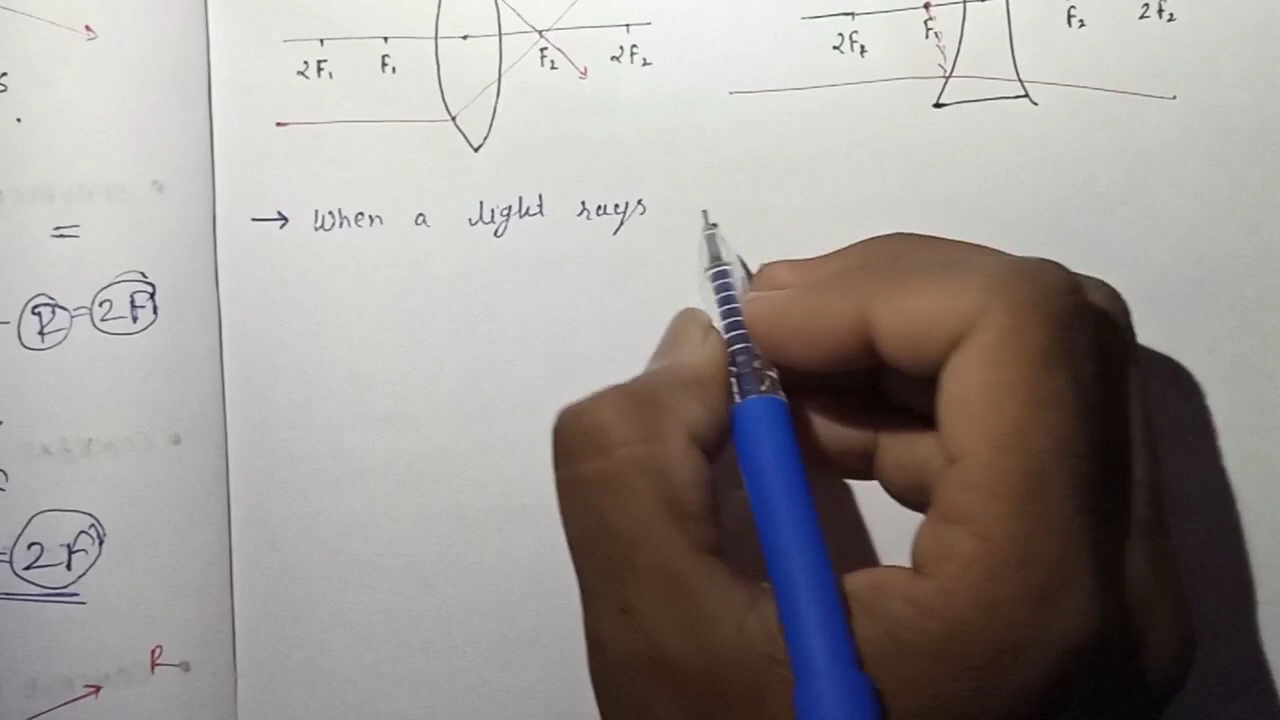 2F₁ F₁ F₂ 2F₂
2F₁ F₁ F₂ 2F₂
→ When a light rays
=
R = 2F
= 2F
R